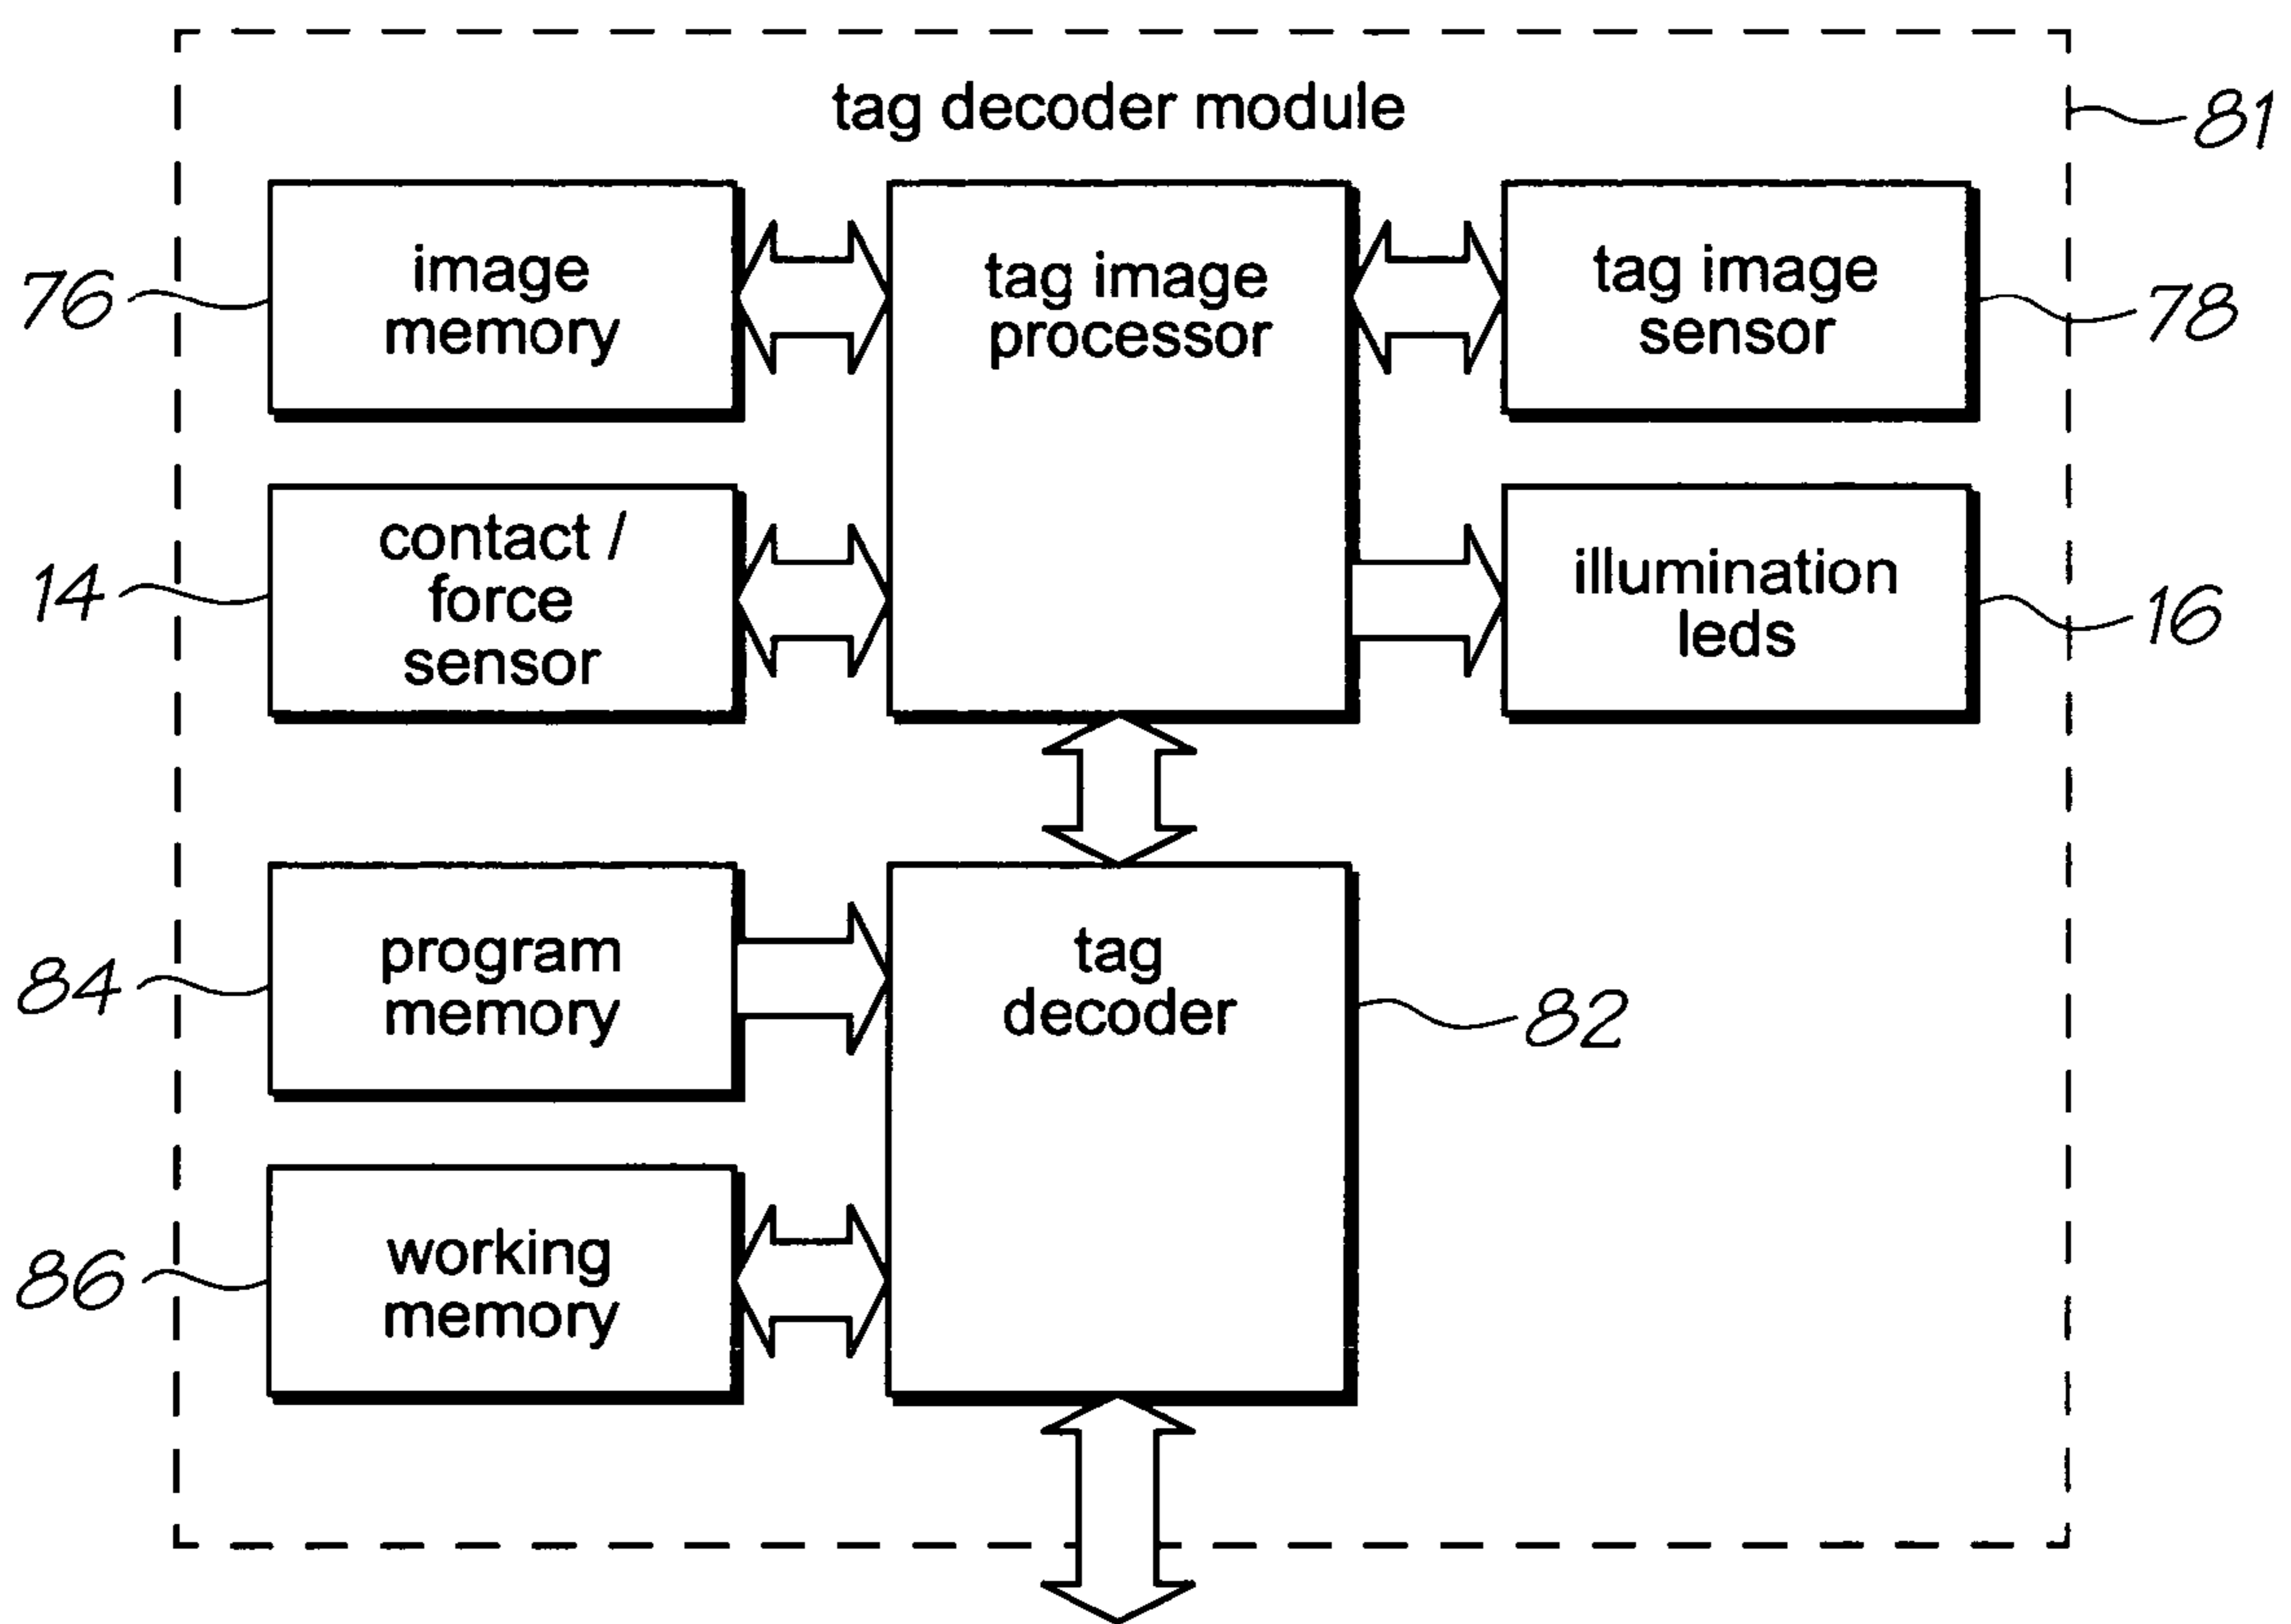 tag decoder module
81
76
image
memory
tag image
processor
tag image
sensor
78
14
contact /
force
sensor
illumination
leds
16
84
program
memory
tag
decoder
82
86
working
memory